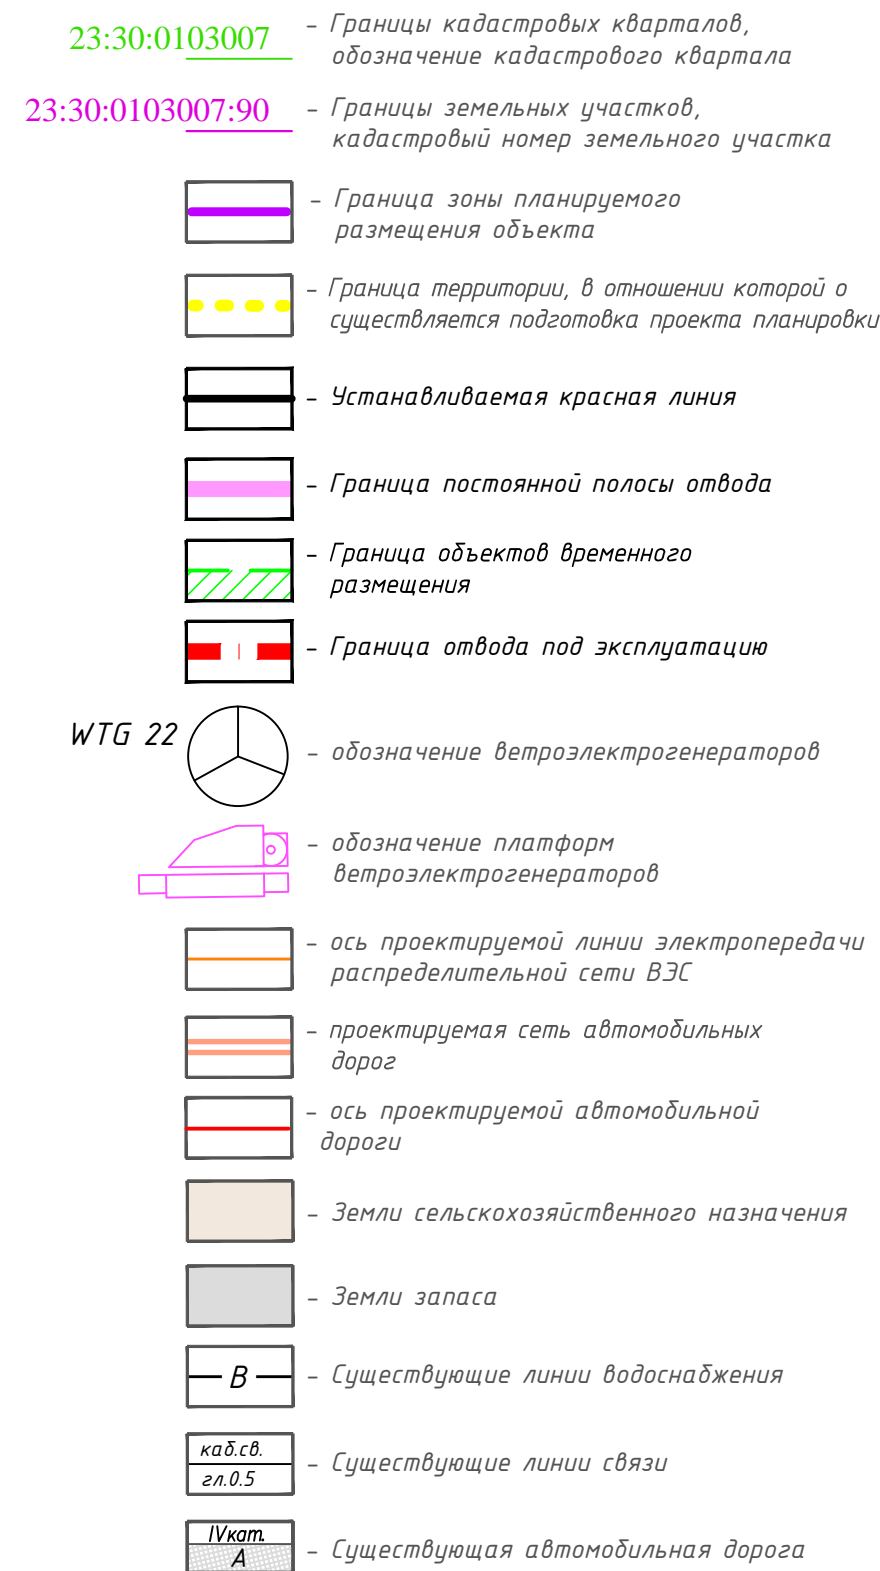 23:30:0103007 - Границы кадастровых кварталов,
обозначение кадастрового квартала
23:30:0103007:90 - Границы земельных участков,
кадастровый номер земельного участка
- Граница зоны планируемого
размещения объекта
- Граница территории, в отношении которой о
существляется подготовка проекта планировки
- Устанавливаемая красная линия
- Граница постоянной полосы отвода
- Граница объектов временного
размещения
- Граница отвода под эксплуатацию
WTG 22 - обозначение ветроэлектрогенераторов
- обозначение платформ
ветроэлектрогенераторов
- ось проектируемой линии электропередачи
распределительной сети ВЭС
- проектируемая сеть автомобильных
дорог
- ось проектируемой автомобильной
дороги
- Земли сельскохозяйственного назначения
- Земли запаса
В - Существующие линии водоснабжения
каб.св.
гл.0.5
- Существующие линии связи
IVкат.
А
- Существующая автомобильная дорога